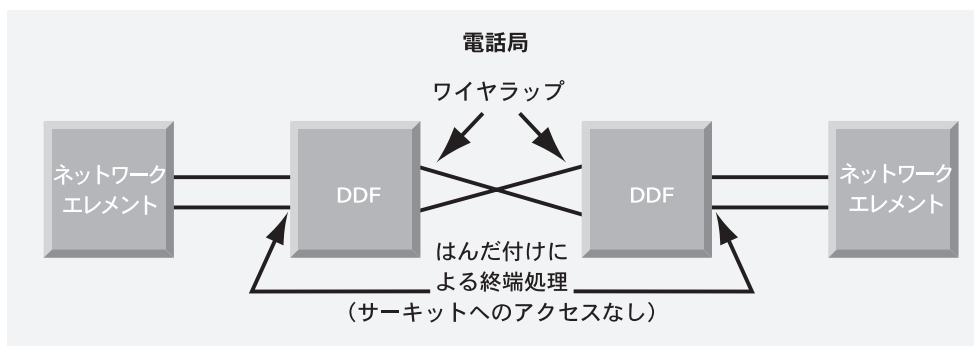 電話局
ワイヤラップ
ネットワーク
エレメント
DDF
DDF
ネットワーク
エレメント
はんだ付けに
よる終端処理
（サーキットへのアクセスなし）